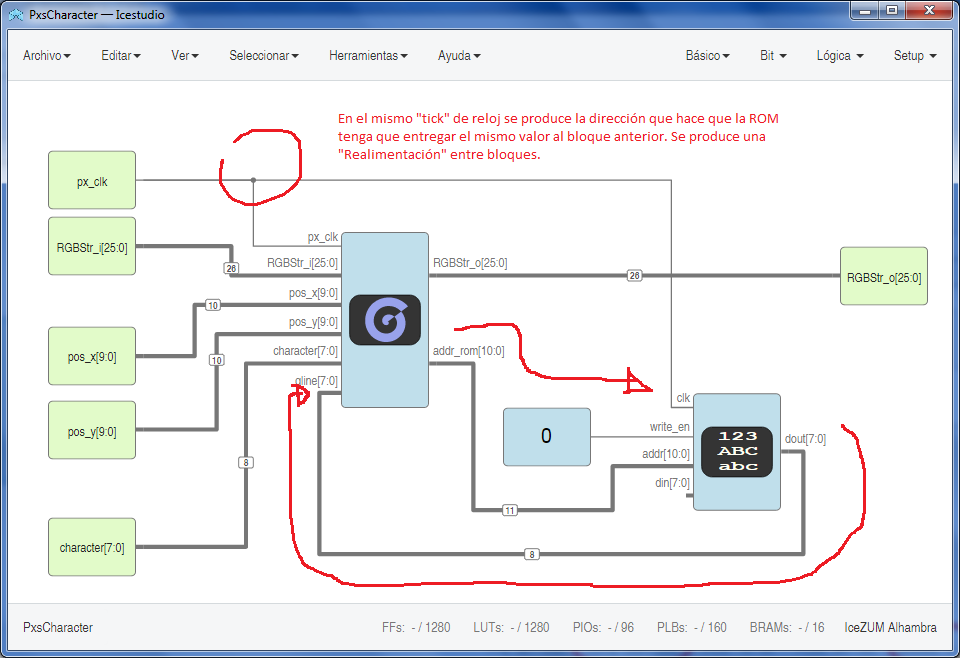 PxsCharacter — Icestudio
Archivo Editar Ver Seleccionar Herramientas Ayuda Básico Bit Lógica Setup
En el mismo "tick" de reloj se produce la dirección que hace que la ROM
tenga que entregar el mismo valor al bloque anterior. Se produce una
"Realimentación" entre bloques.
px_clk
RGBStr_i[25:0]
26
pos_x[9:0]
10
pos_y[9:0]
10
character[7:0]
8
px_clk
RGBStr_i[25:0]
pos_x[9:0]
pos_y[9:0]
character[7:0]
qline[7:0]
RGBStr_o[25:0]
addr_rom[10:0]
26
RGBStr_o[25:0]
0
11
clk
write_en
addr[10:0]
din[7:0]
123
ABC
abc
dout[7:0]
8
PxsCharacter FFs: - / 1280 LUTs: - / 1280 PIOs: - / 96 PLBs: - / 160 BRAMs: - / 16 IceZUM Alhambra